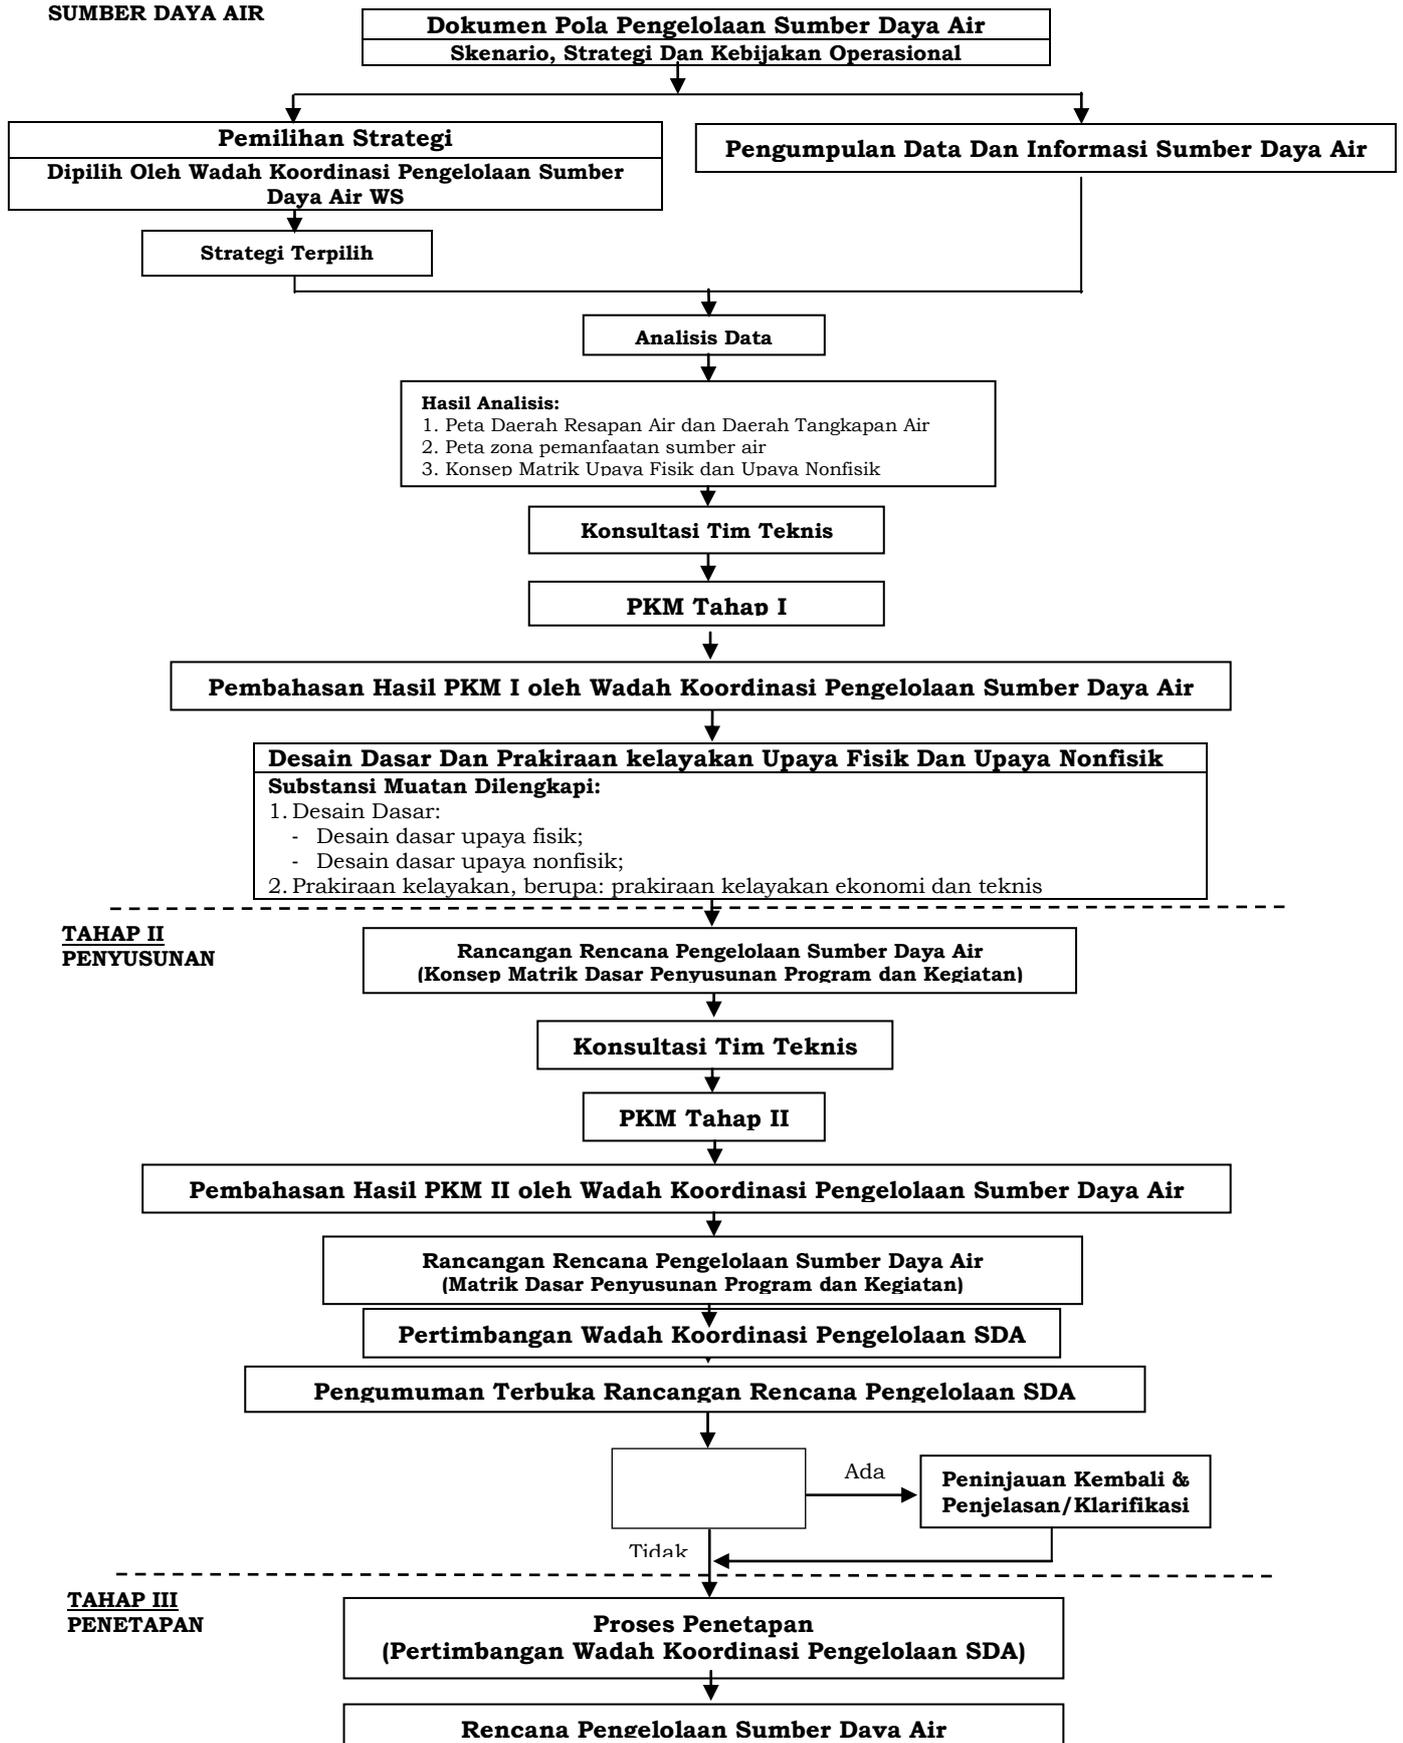 SUMBER DAYA AIR
Dokumen Pola Pengelolaan Sumber Daya Air
Skenario, Strategi Dan Kebijakan Operasional
Pemilihan Strategi
Dipilih Oleh Wadah Koordinasi Pengelolaan Sumber
Daya Air WS
Pengumpulan Data Dan Informasi Sumber Daya Air
Strategi Terpilih
Analisis Data
Hasil Analisis:
1. Peta Daerah Resapan Air dan Daerah Tangkapan Air
2. Peta zona pemanfaatan sumber air
3. Konsep Matrik Upaya Fisik dan Upaya Nonfisik
Konsultasi Tim Teknis
PKM Tahap I
Pembahasan Hasil PKM I oleh Wadah Koordinasi Pengelolaan Sumber Daya Air
Desain Dasar Dan Prakiraan kelayakan Upaya Fisik Dan Upaya Nonfisik
Substansi Muatan Dilengkapi:
1. Desain Dasar:
- Desain dasar upaya fisik;
- Desain dasar upaya nonfisik;
2. Prakiraan kelayakan, berupa: prakiraan kelayakan ekonomi dan teknis
TAHAP II
PENYUSUNAN
Rancangan Rencana Pengelolaan Sumber Daya Air
(Konsep Matrik Dasar Penyusunan Program dan Kegiatan)
Konsultasi Tim Teknis
PKM Tahap II
Pembahasan Hasil PKM II oleh Wadah Koordinasi Pengelolaan Sumber Daya Air
Rancangan Rencana Pengelolaan Sumber Daya Air
(Matrik Dasar Penyusunan Program dan Kegiatan)
Pertimbangan Wadah Koordinasi Pengelolaan SDA
Pengumuman Terbuka Rancangan Rencana Pengelolaan SDA
Ada
Peninjauan Kembali &
Penjelasan/Klarifikasi
Tidak
TAHAP III
PENETAPAN
Proses Penetapan
(Pertimbangan Wadah Koordinasi Pengelolaan SDA)
Rencana Pengelolaan Sumber Daya Air